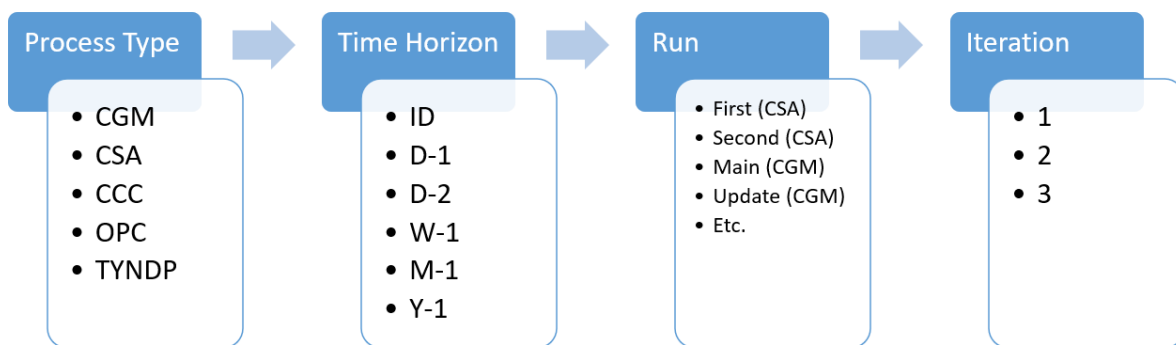 Process Type
• CGM
• CSA
• CCC
• OPC
• TYNDP
Time Horizon
• ID
• D-1
• D-2
• W-1
• M-1
• Y-1
Run
• First (CSA)
• Second (CSA)
• Main (CGM)
• Update (CGM)
• Etc.
Iteration
• 1
• 2
• 3